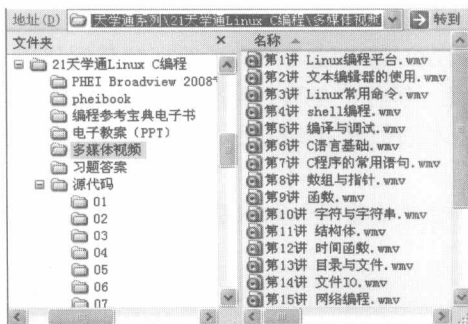 地址(D) 天学通系列\21天学通Linux C编程\多媒体视频 转到
文件夹 ×
21天学通Linux C编程
PHEI Broadview 2008
pheibook
编程参考宝典电子书
电子教案（PPT）
多媒体视频
习题答案
源代码
01
02
03
04
05
06
07
名称
第1讲 Linux编程平台.wmv
第2讲 文本编辑器的使用.wmv
第3讲 Linux常用命令.wmv
第4讲 shell编程.wmv
第5讲 编译与调试.wmv
第6讲 C语言基础.wmv
第7讲 C程序的常用语句.wmv
第8讲 数组与指针.wmv
第9讲 函数.wmv
第10讲 字符与字符串.wmv
第11讲 结构体.wmv
第12讲 时间函数.wmv
第13讲 目录与文件.wmv
第14讲 文件IO.wmv
第15讲 网络编程.wmv